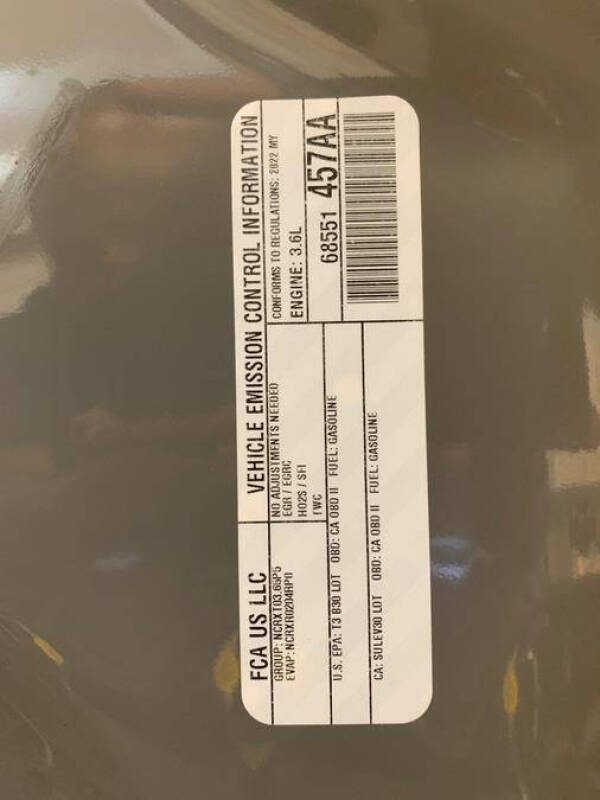 FCA US LLC
VEHICLE EMISSION CONTROL INFORMATION
GROUP: NCRXT03.65P5
EVAP: NCRXR0204RP0
NO ADJUSTMENTS NEEDED
EGR / EGRC
HO2S / SFI
TWC
CONFORMS TO REGULATIONS: 2022 MY
ENGINE: 3.6L
68551 457AA
U.S. EPA: T3 B30 LDT OBD: CA OBD II FUEL: GASOLINE
CA: SULEV30 LDT OBD: CA OBD II FUEL: GASOLINE